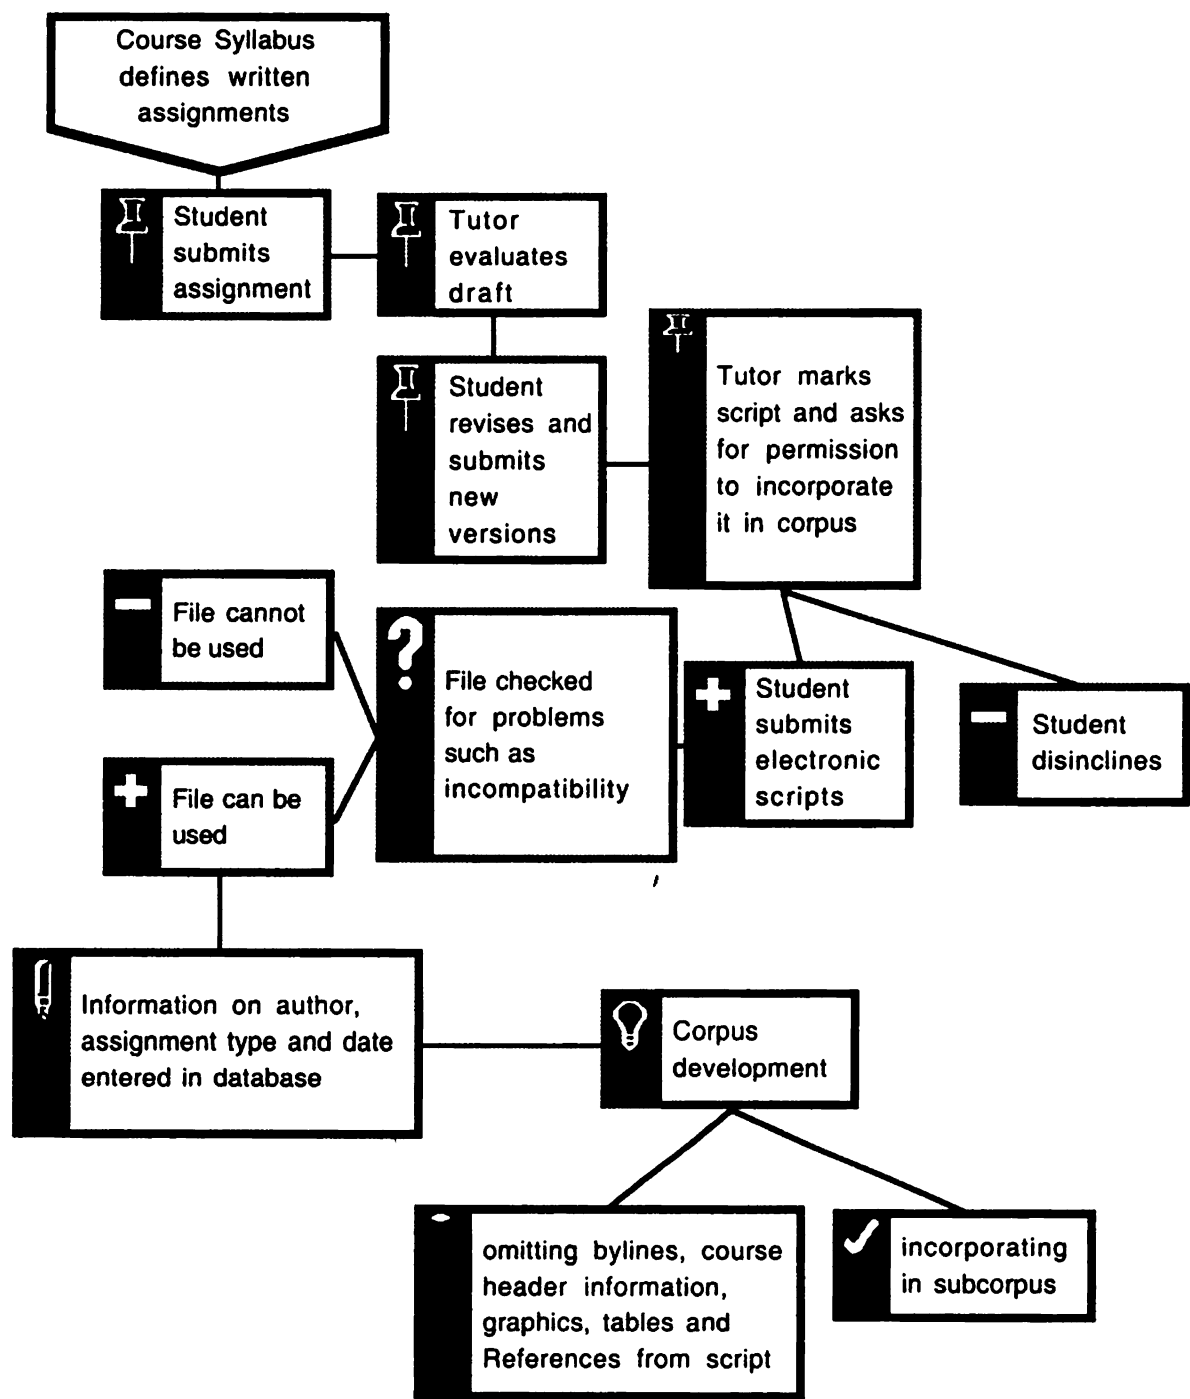 Course Syllabus
defines written
assignments
Student
submits
assignment
Tutor
evaluates
draft
Student
revises and
submits
new
versions
Tutor marks
script and asks
for permission
to incorporate
it in corpus
File cannot
be used
File checked
for problems
such as
incompatibility
Student
submits
electronic
scripts
Student
disinclines
File can be
used
Information on author,
assignment type and date
entered in database
Corpus
development
omitting bylines, course
header information,
graphics, tables and
References from script
incorporating
in subcorpus